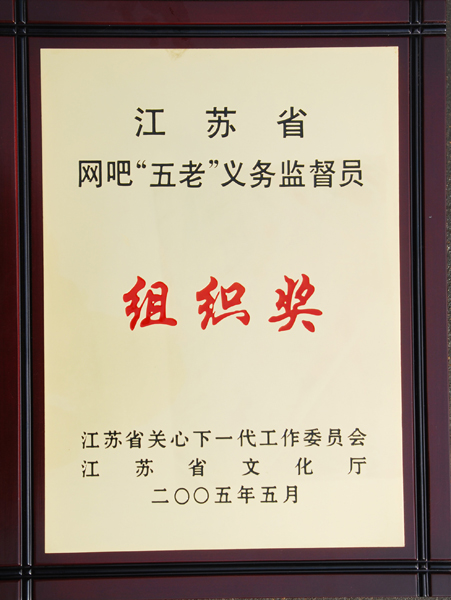 江苏省
网吧“五老”义务监督员
组织奖
江苏省关心下一代工作委员会
江苏省文化厅
二〇〇五年五月